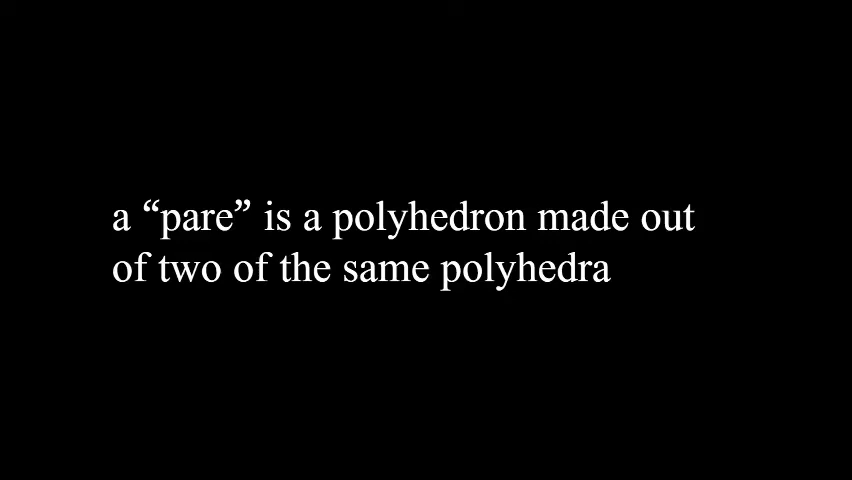 a “pare” is a polyhedron made out
of two of the same polyhedra